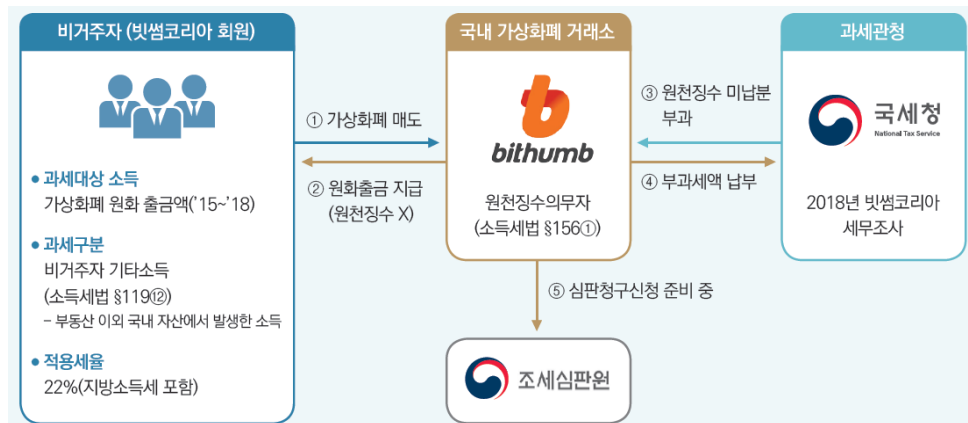 비거주자 (빗썸코리아 회원)
• 과세대상 소득
가상화폐 원화 출금액('15~'18)
• 과세구분
비거주자 기타소득
(소득세법 §119⑫)
– 부동산 이외 국내 자산에서 발생한 소득
• 적용세율
22%(지방소득세 포함)
① 가상화폐 매도
② 원화출금 지급
(원천징수 X)
국내 가상화폐 거래소
bithumb
원천징수의무자
(소득세법 §156①)
③ 원천징수 미납분
부과
④ 부과세액 납부
과세관청
국세청
National Tax Service
2018년 빗썸코리아
세무조사
⑤ 심판청구신청 준비 중
조세심판원